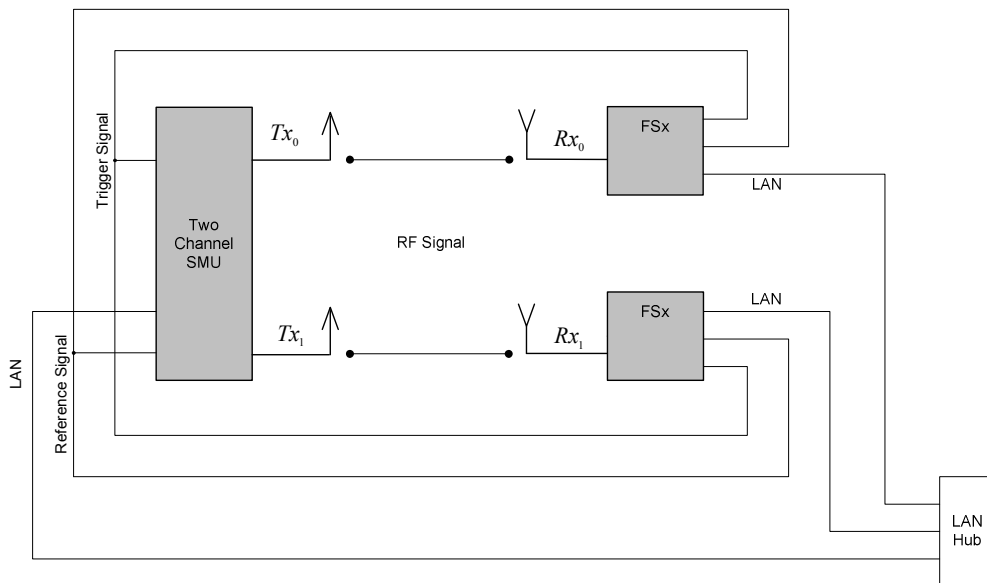 FSx
Tx0
Rx0
LAN
Trigger Signal
Two
Channel
SMU
RF Signal
LAN
FSx
Tx1
Rx1
LAN
Reference Signal
LAN
Hub